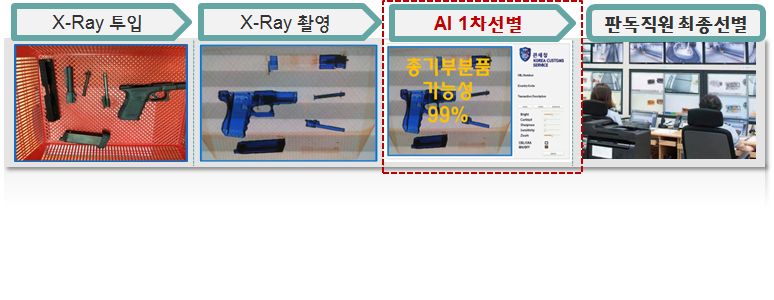 X-Ray 투입
X-Ray 촬영
AI 1차선별
판독직원 최종선별
총기부분품
가능성
99%
관세청
KOREA CUSTOMS
SERVICE